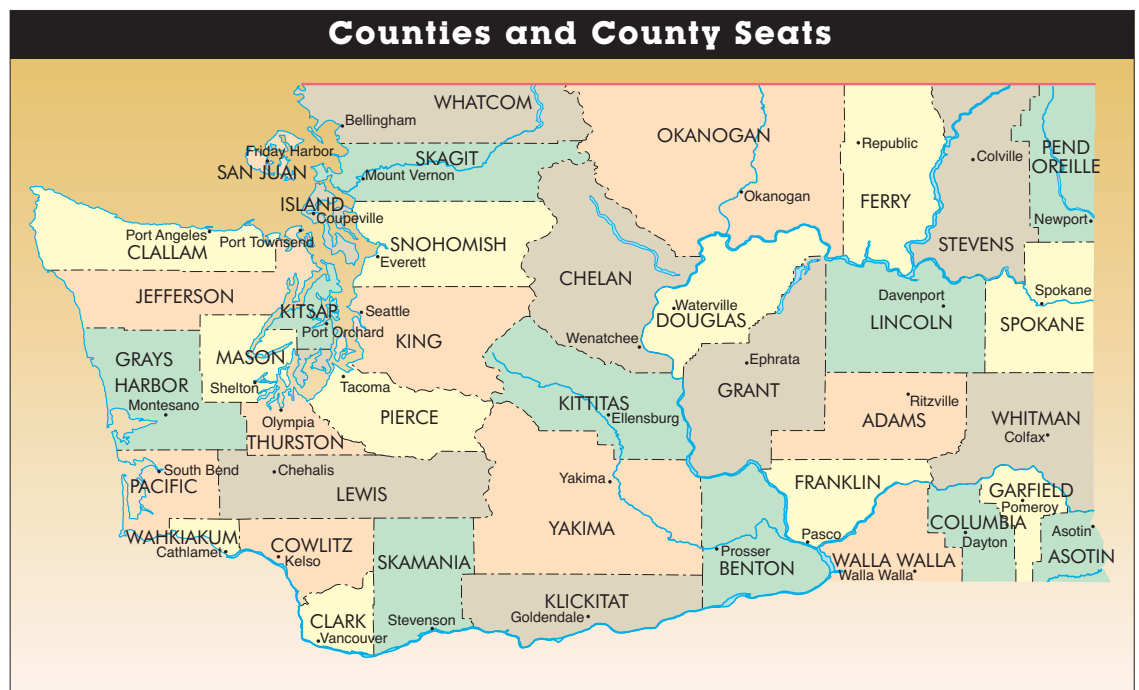 Counties and County Seats
WHATCOM
Bellingham
OKANOGAN
Republic
Friday Harbor
SAN JUAN
SKAGIT
Mount Vernon
Colville
PEND
OREILLE
Okanogan
FERRY
ISLAND
Coupeville
Newport
Port Angeles
CLALLAM
Port Townsend
SNOHOMISH
Everett
STEVENS
CHELAN
JEFFERSON
Davenport
Spokane
KITSAP
Seattle
Waterville
DOUGLAS
LINCOLN
SPOKANE
Port Orchard
KING
Wenatchee
GRAYS
HARBOR
MASON
Ephrata
Shelton
Tacoma
GRANT
Montesano
KITTITAS
Ellensburg
Ritzville
ADAMS
Olympia
THURSTON
PIERCE
WHITMAN
Colfax
South Bend
PACIFIC
Chehalis
LEWIS
Yakima
FRANKLIN
GARFIELD
Pomeroy
WAHKIAKUM
Cathlamet
COWLITZ
Kelso
YAKIMA
COLUMBIA
Dayton
Asotin
ASOTIN
Pasco
SKAMANIA
Prosser
BENTON
WALLA WALLA
Walla Walla
KLICKITAT
Goldendale
CLARK
Vancouver
Stevenson